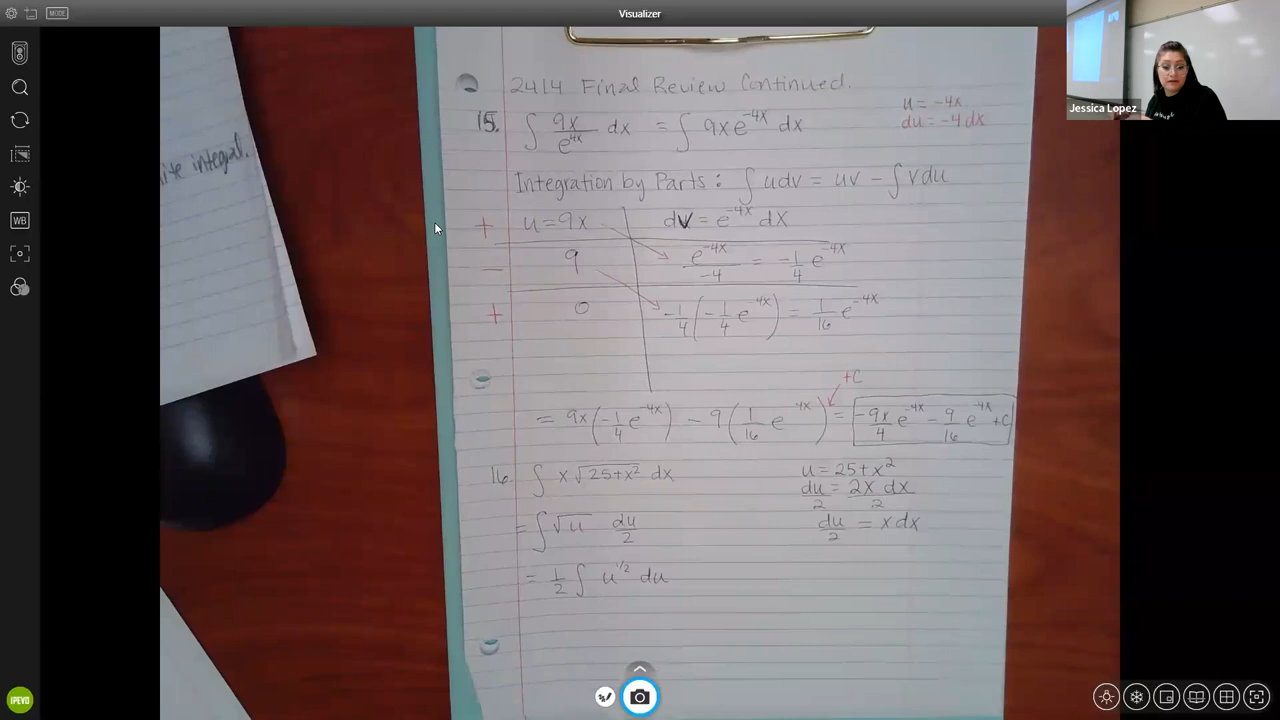 MODE
Visualizer
Jessica Lopez
WB
IPEVO
ite integral.
2414 Final Review Continued.
15. ∫ 9x/e^4x dx = ∫ 9xe^-4x dx
u = -4x
du = -4 dx
Integration by Parts: ∫ udv = uv - ∫ vdu
+ u = 9x dv = e^-4x dx
- 9 e^-4x/-4 = -1/4 e^-4x
+ 0 -1/4(-1/4 e^-4x) = 1/16 e^-4x
+C
= 9x(-1/4 e^-4x) - 9(1/16 e^-4x) = -9x/4 e^-4x - 9/16 e^-4x + C
16. ∫ x√25+x² dx
u = 25+x²
du/2 = 2x dx/2
= ∫ √u du/2
du/2 = x dx
= 1/2 ∫ u^1/2 du